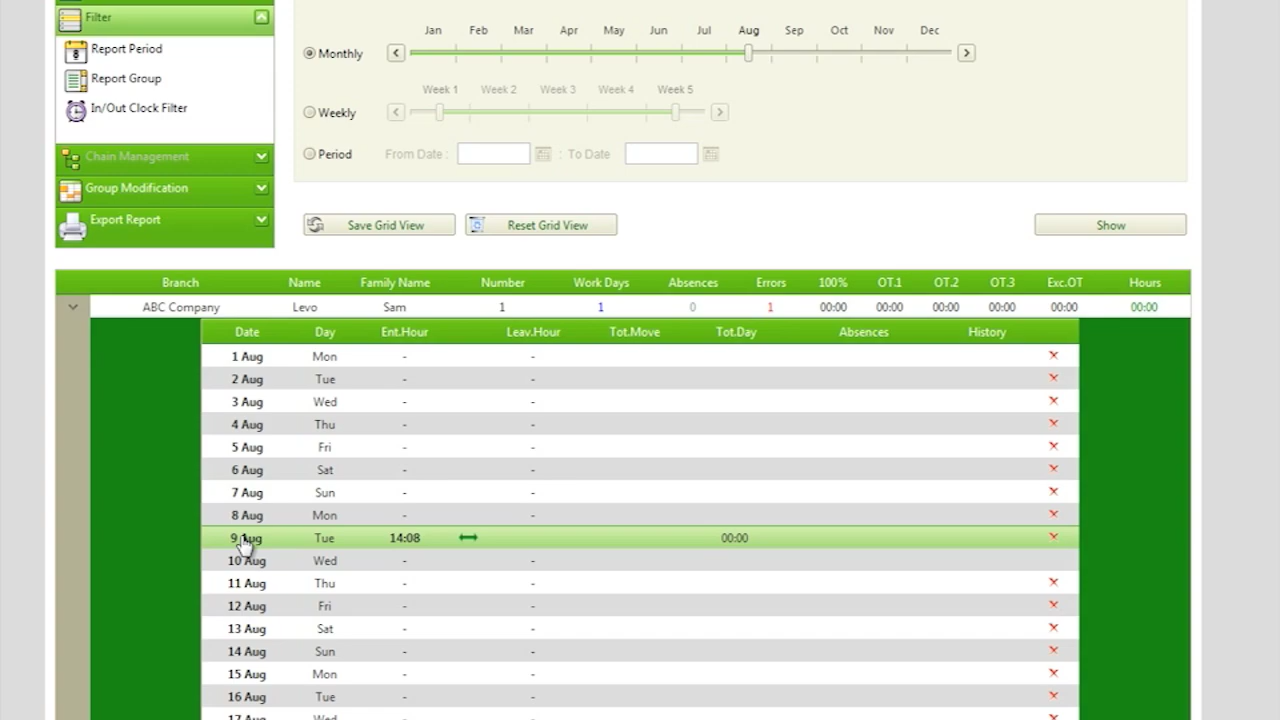 Filter
Report Period
Report Group
In/Out Clock Filter
Chain Management
Group Modification
Export Report
Jan Feb Mar Apr May Jun Jul Aug Sep Oct Nov Dec
Monthly
Week 1 Week 2 Week 3 Week 4 Week 5
Weekly
Period From Date : : To Date
Save Grid View Reset Grid View Show
Branch Name Family Name Number Work Days Absences Errors 100% OT.1 OT.2 OT.3 Exc.OT Hours
ABC Company Levo Sam 1 1 0 1 00:00 00:00 00:00 00:00 00:00 00:00
Date Day Ent.Hour Leav.Hour Tot.Move Tot.Day Absences History
1 Aug Mon - -
2 Aug Tue - -
3 Aug Wed - -
4 Aug Thu - -
5 Aug Fri - -
6 Aug Sat - -
7 Aug Sun - -
8 Aug Mon - -
9 Aug Tue 14:08 00:00
10 Aug Wed - -
11 Aug Thu - -
12 Aug Fri - -
13 Aug Sat - -
14 Aug Sun - -
15 Aug Mon - -
16 Aug Tue - -
17 Aug Wed - -